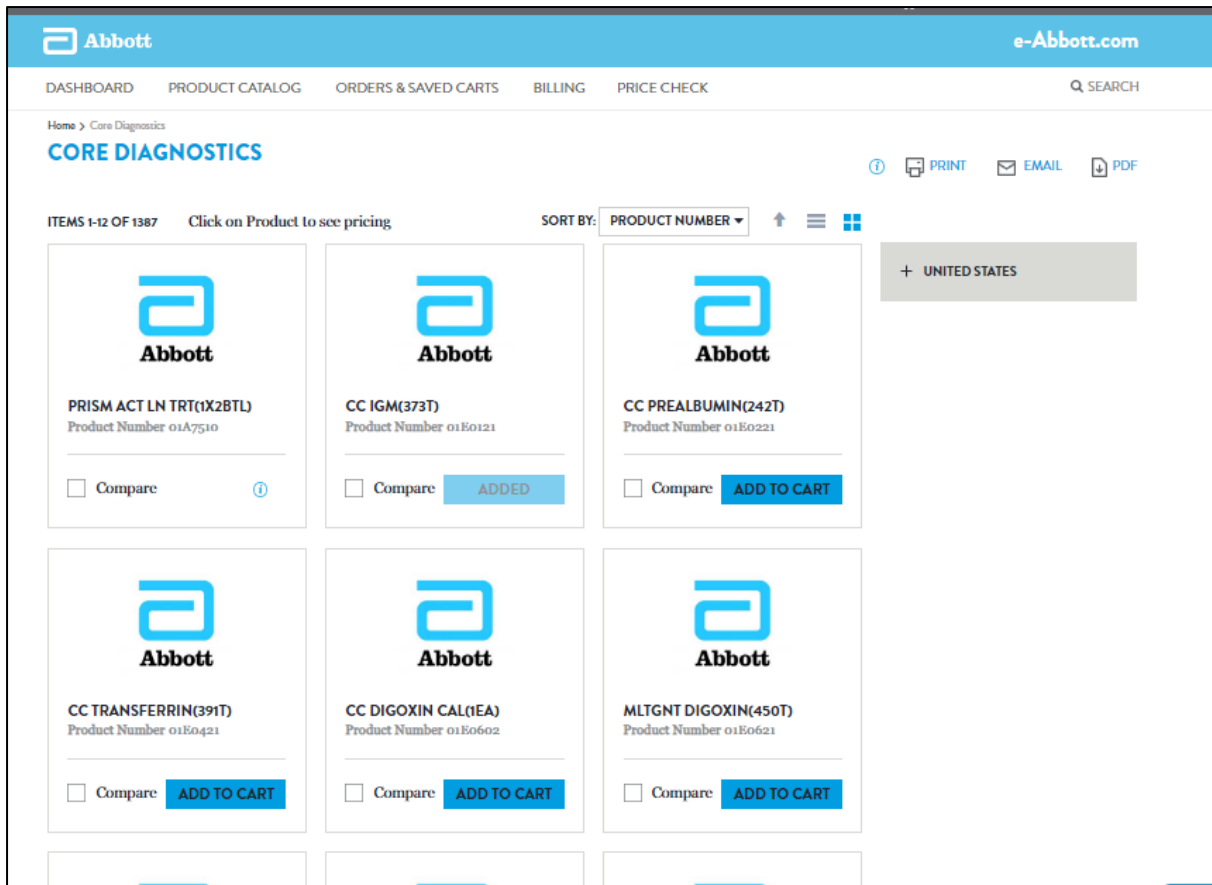 Abbott
e-Abbott.com
DASHBOARD PRODUCT CATALOG ORDERS & SAVED CARTS BILLING PRICE CHECK SEARCH
Home > Core Diagnostics
CORE DIAGNOSTICS
PRINT EMAIL PDF
ITEMS 1-12 OF 1387 Click on Product to see pricing SORT BY: PRODUCT NUMBER
+ UNITED STATES
Abbott
PRISM ACT LN TRT(1X2BTL)
Product Number 01A7510
Compare
Abbott
CC IGM(373T)
Product Number 01E0121
Compare ADDED
Abbott
CC PREALBUMIN(242T)
Product Number 01E0221
Compare ADD TO CART
Abbott
CC TRANSFERRIN(391T)
Product Number 01E0421
Compare ADD TO CART
Abbott
CC DIGOXIN CAL(1EA)
Product Number 01E0602
Compare ADD TO CART
Abbott
MLTGNT DIGOXIN(450T)
Product Number 01E0621
Compare ADD TO CART